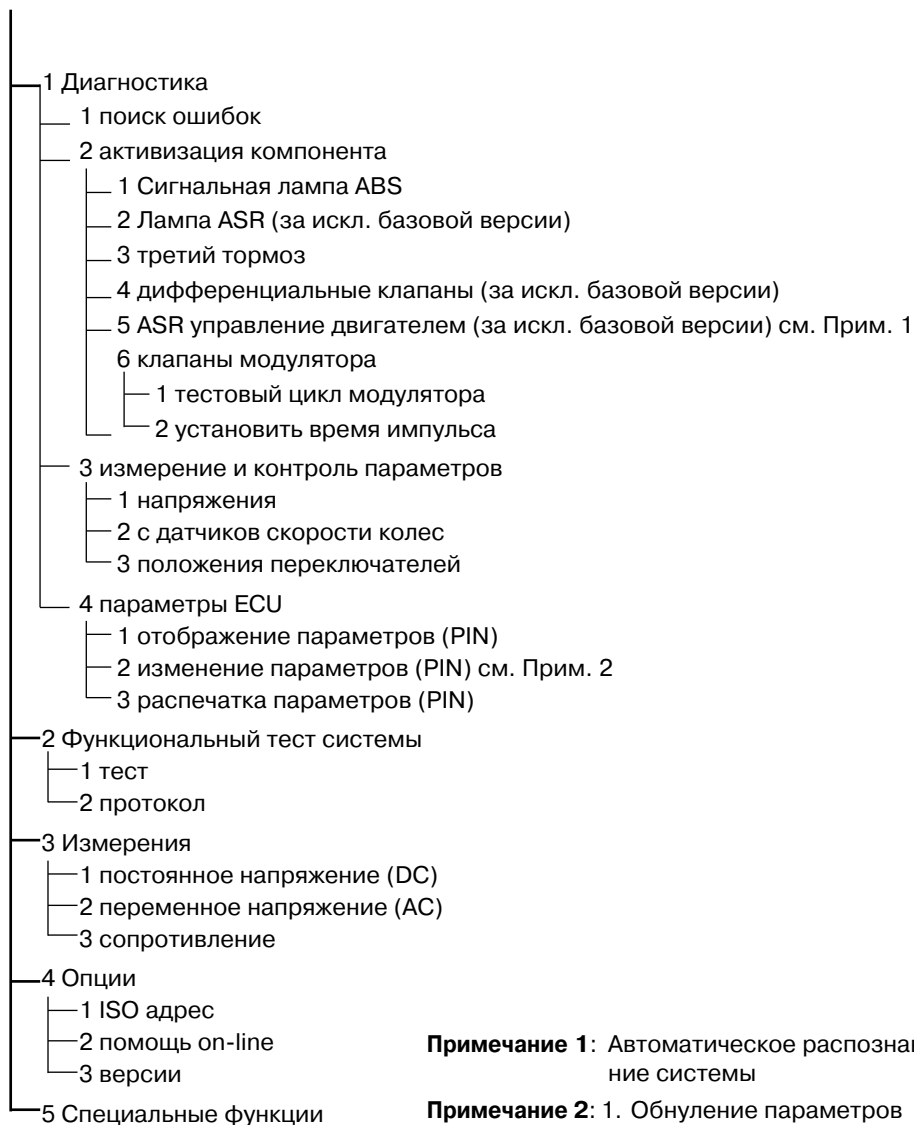 1 Диагностика
1 поиск ошибок
2 активизация компонента
1 Сигнальная лампа ABS
2 Лампа ASR (за искл. базовой версии)
3 третий тормоз
4 дифференциальные клапаны (за искл. базовой версии)
5 ASR управление двигателем (за искл. базовой версии) см. Прим. 1
6 клапаны модулятора
1 тестовый цикл модулятора
2 установить время импульса
3 измерение и контроль параметров
1 напряжения
2 с датчиков скорости колес
3 положения переключателей
4 параметры ECU
1 отображение параметров (PIN)
2 изменение параметров (PIN) см. Прим. 2
3 распечатка параметров (PIN)
2 Функциональный тест системы
1 тест
2 протокол
3 Измерения
1 постоянное напряжение (DC)
2 переменное напряжение (AC)
3 сопротивление
4 Опции
1 ISO адрес
2 помощь on-line
3 версии
5 Специальные функции
Примечание 1: Автоматическое
ние системы
Примечание 2: 1. Обнуление параметров